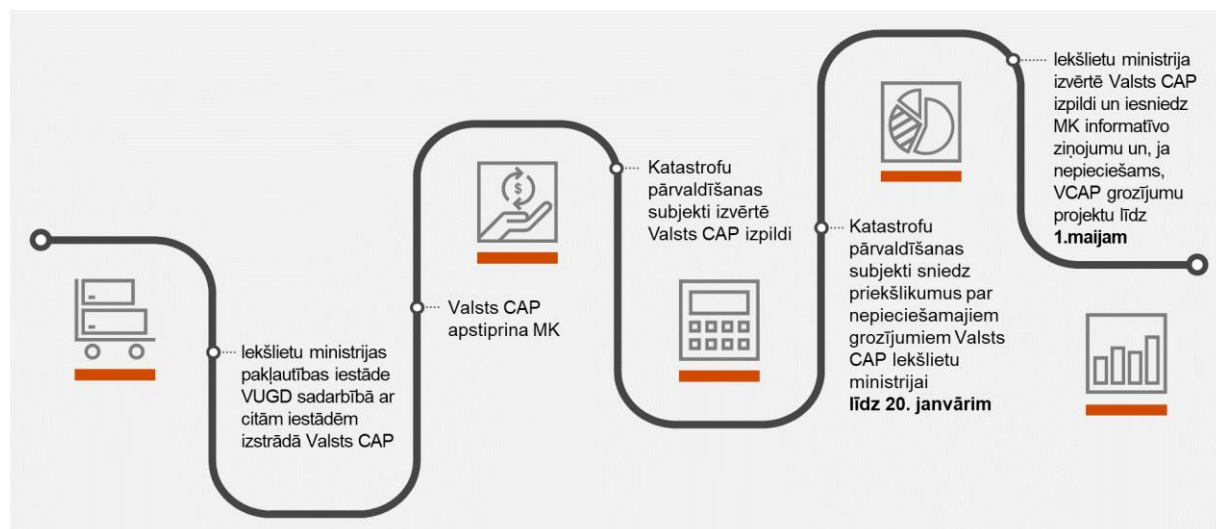 Iekšlietu ministrijas
pakļautības iestāde
VUGD sadarbībā ar
citām iestādēm
izstrādā Valsts CAP
Valsts CAP
apstiprina MK
Katastrofu
pārvaldīšanas
subjekti izvērtē
Valsts CAP izpildi
Katastrofu
pārvaldīšanas
subjekti sniedz
priekšlikumus par
nepieciešamajiem
grozījumiem Valsts
CAP Iekšlietu
ministrijai
līdz 20. janvārim
Iekšlietu ministrija
izvērtē Valsts CAP
izpildi un iesniedz
MK informatīvo
ziņojumu un, ja
nepieciešams,
VCAP grozījumu
projektu līdz
1.maijam